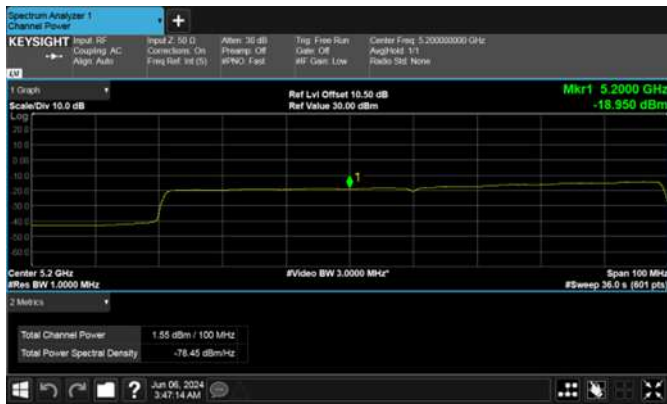 Spectrum Analyzer 1
Channel Power
+
KEYSIGHT
Input: RF
Coupling: AC
Align: Auto
Input Z: 50 Ω
Corrections: On
Freq Ref: Int (S)
Atten: 30 dB
Preamp: Off
#PNO: Fast
Trig: Free Run
Gate: Off
#IF Gain: Low
Center Freq: 5.200000000 GHz
Avg|Hold: 1/1
Radio Std: None
LXI
1 Graph
Scale/Div 10.0 dB
Ref Lvl Offset 10.50 dB
Ref Value 30.00 dBm
Mkr1 5.2000 GHz
-18.950 dBm
Log
20.0
10.0
0.00
-10.0
-20.0
-30.0
-40.0
-50.0
-60.0
1
Center 5.2 GHz
#Res BW 1.0000 MHz
#Video BW 3.0000 MHz*
Span 100 MHz
#Sweep 36.0 s (601 pts)
2 Metrics
Total Channel Power 1.55 dBm / 100 MHz
Total Power Spectral Density -78.45 dBm/Hz
?
Jun 06, 2024
3:47:14 AM